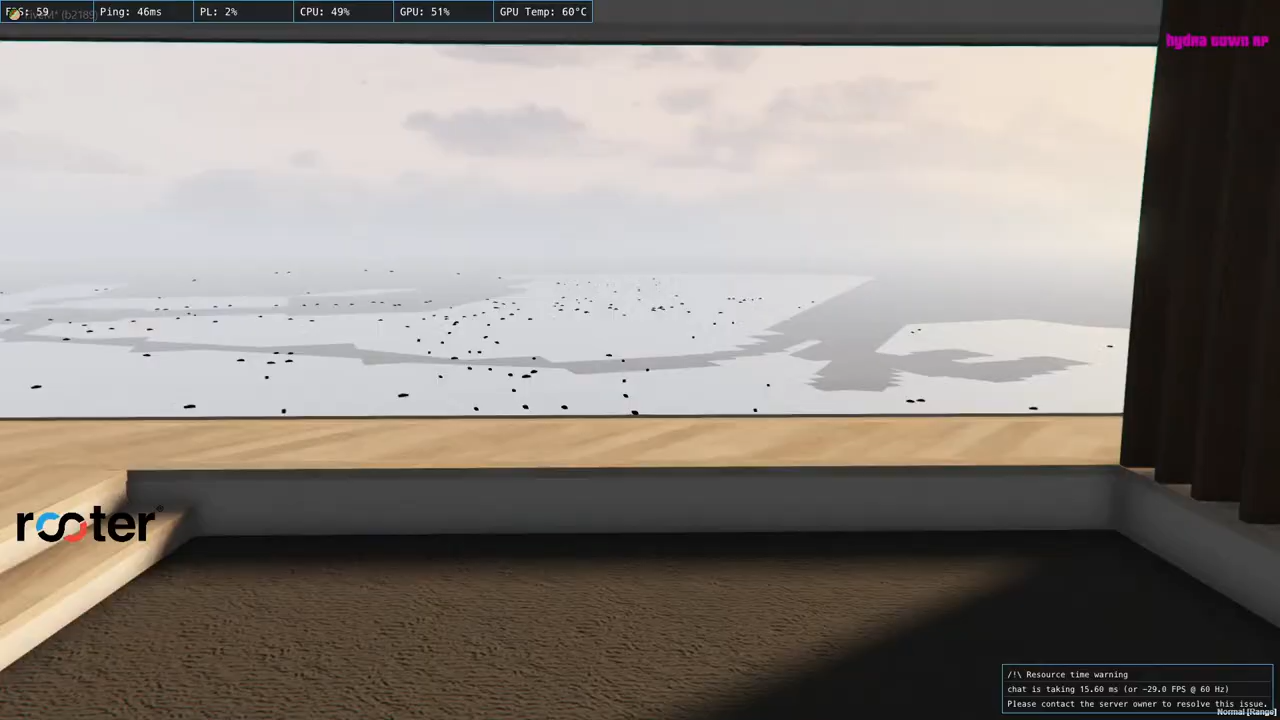 FPS: 59
FiveM* (b2189)
Ping: 46ms
PL: 2%
CPU: 49%
GPU: 51%
GPU Temp: 60°C
hydra town RP
rooter®
/!\ Resource time warning
chat is taking 15.60 ms (or -29.0 FPS @ 60 Hz)
Please contact the server owner to resolve this issue.
Normal [Range]